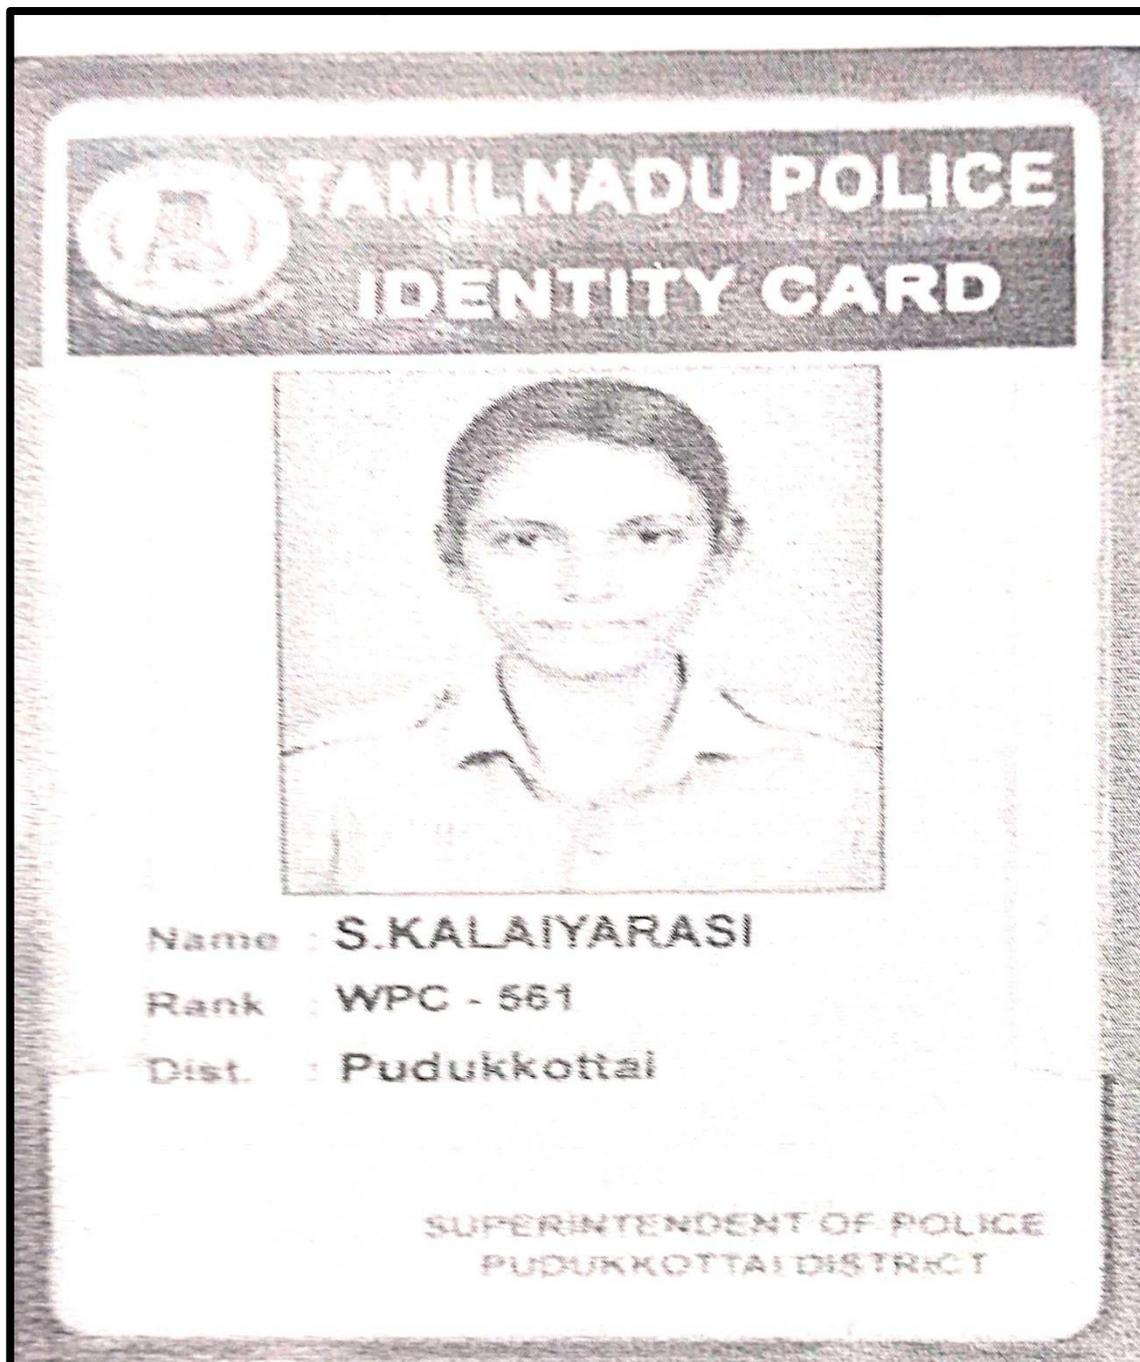 TAMILNADU POLICE
IDENTITY CARD
Name : S.KALAIYARASI
Rank : WPC - 561
Dist. : Pudukkottai
SUPERINTENDENT OF POLICE
PUDUKKOTTAI DISTRICT